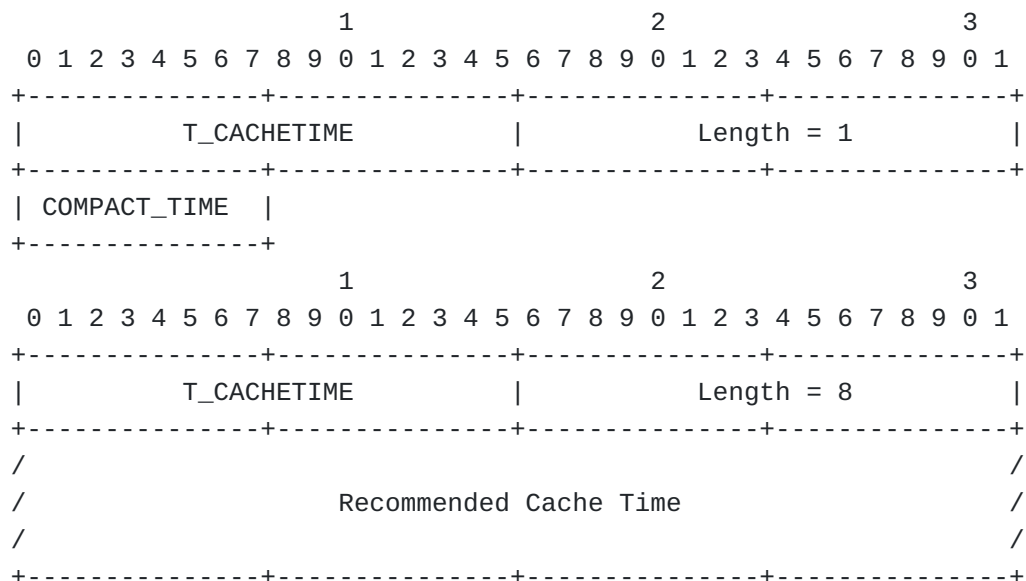 1                   2                   3
 0 1 2 3 4 5 6 7 8 9 0 1 2 3 4 5 6 7 8 9 0 1 2 3 4 5 6 7 8 9 0 1
+---------------+---------------+---------------+---------------+
|          T_CACHETIME          |           Length = 1          |
+---------------+---------------+---------------+---------------+
| COMPACT_TIME  |
+---------------+
                     1                   2                   3
 0 1 2 3 4 5 6 7 8 9 0 1 2 3 4 5 6 7 8 9 0 1 2 3 4 5 6 7 8 9 0 1
+---------------+---------------+---------------+---------------+
|          T_CACHETIME          |           Length = 8          |
+---------------+---------------+---------------+---------------+
/                                                               /
/                    Recommended Cache Time                     /
/                                                               /
+---------------+---------------+---------------+---------------+